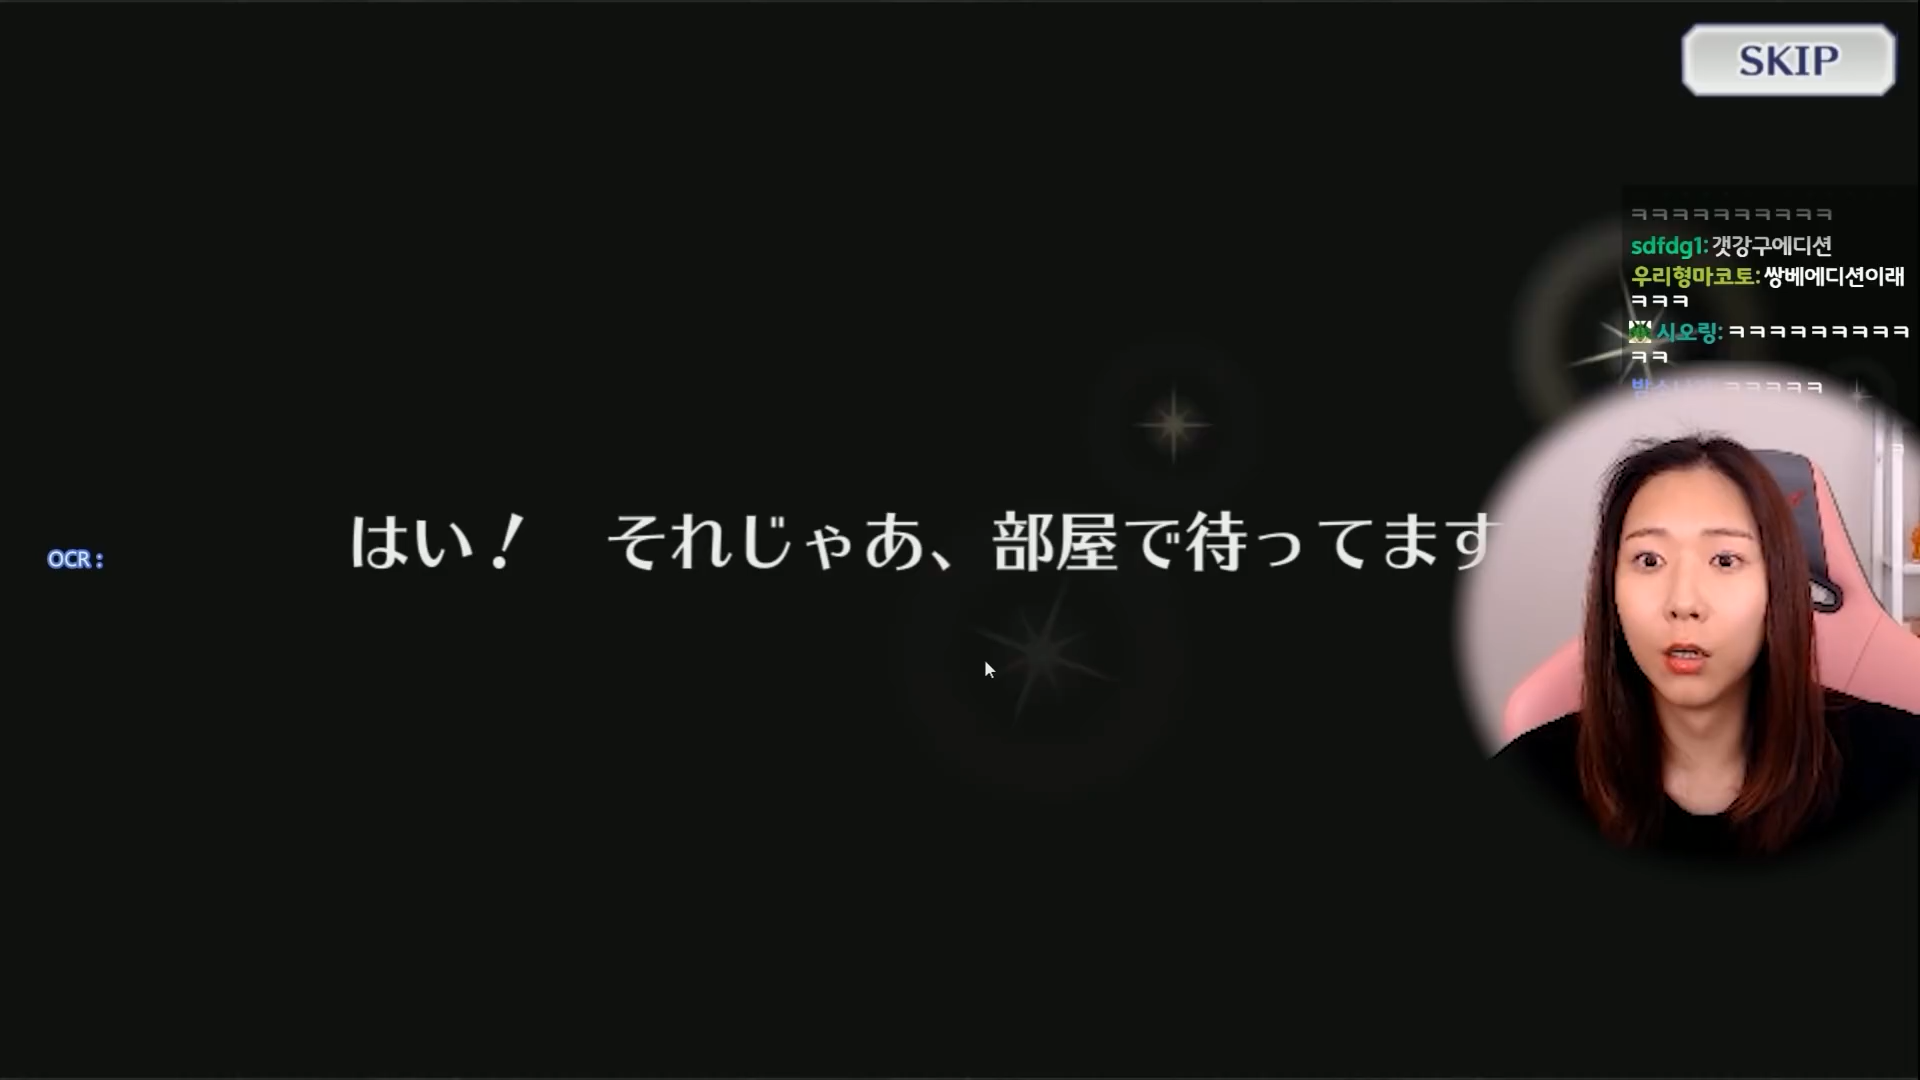 SKIP
ㅋㅋㅋㅋㅋㅋㅋㅋㅋㅋ
sdfdg1: 갯강구에디션
우리형마코토: 쌍베에디션이래
ㅋㅋㅋ
시오링: ㅋㅋㅋㅋㅋㅋㅋㅋㅋ
ㅋㅋ
ㅋㅋㅋㅋㅋ
はい！　それじゃあ、部屋で待ってます
OCR :